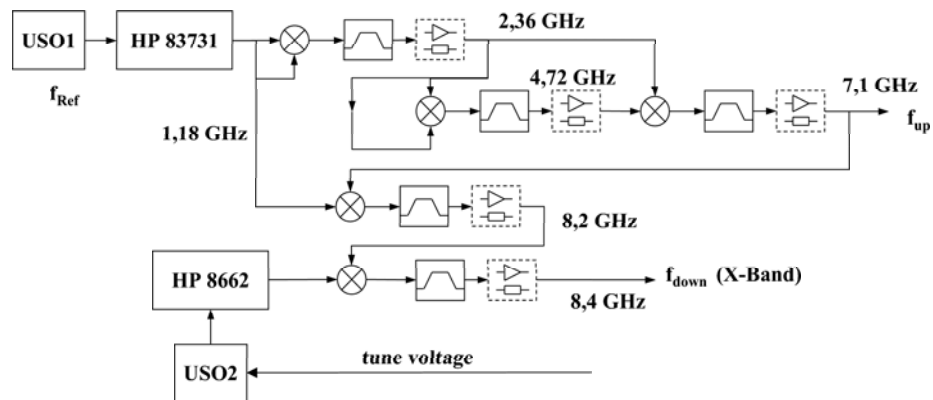 USO1
HP 83731
2,36 GHz
f_Ref
4,72 GHz
7,1 GHz
f_up
1,18 GHz
8,2 GHz
HP 8662
f_down (X-Band)
8,4 GHz
USO2
tune voltage